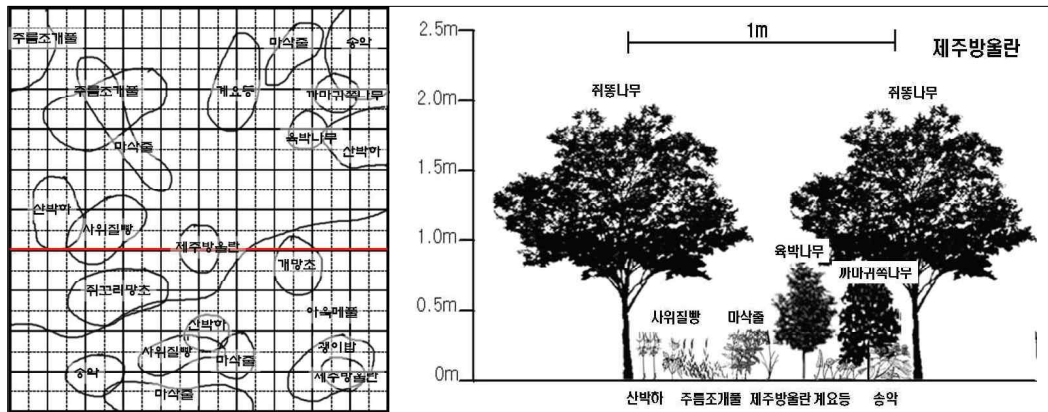 주름조개풀
마삭줄
송악
주름조개풀
계요등
까마귀쪽나무
육박나무
마삭줄
산박하
산박하
사위질빵
제주방울란
개망초
쥐꼬리망초
아욱메풀
산박하
사위질빵
마삭줄
괭이밥
송악
제주방울란
마삭줄
2.5m
1m
제주방울란
2.0m
쥐똥나무
쥐똥나무
1.5m
1.0m
육박나무
까마귀쪽나무
0.5m
사위질빵
마삭줄
0m
산박하
주름조개풀
제주방울란
계요등
송악